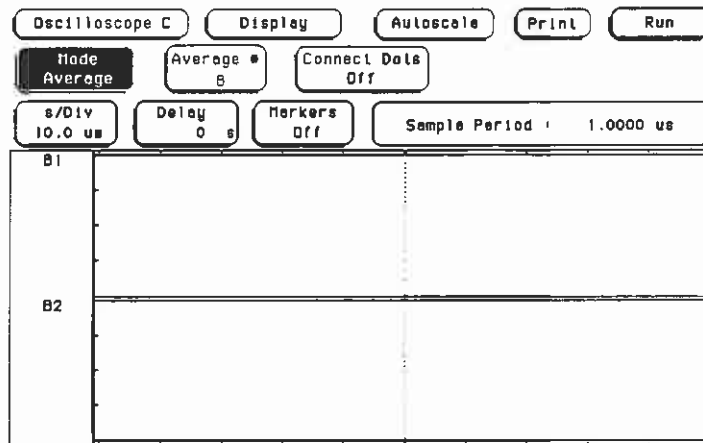 Oscilloscope C Display Autoscale Print Run
Mode Average # Connect Dots
Average 8 Off
s/Div Delay Markers
10.0 us 0 s Off Sample Period : 1.0000 us
B1
B2